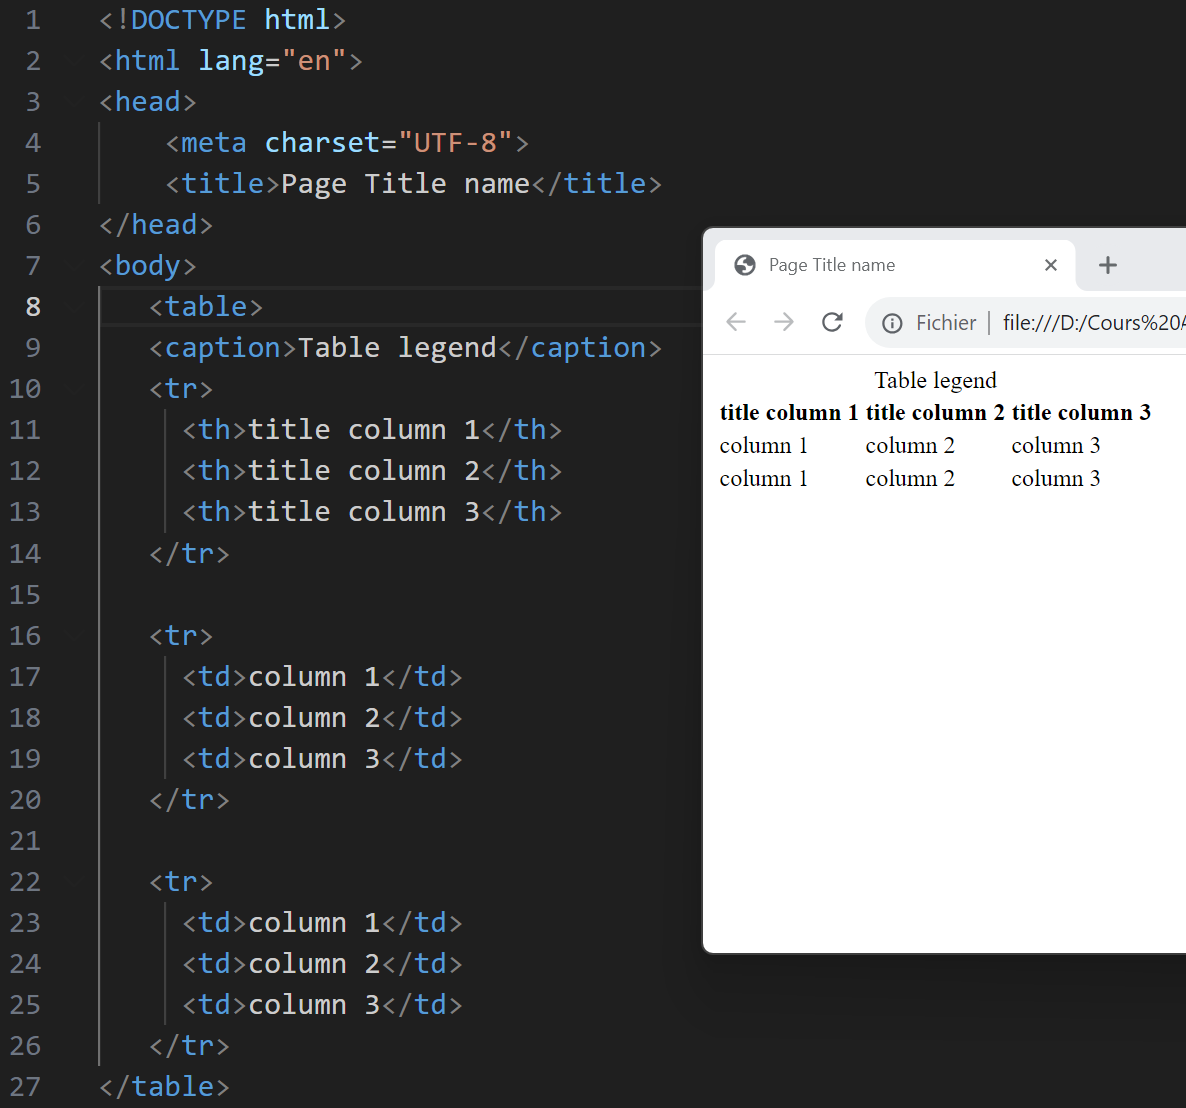 1 <!DOCTYPE html>
2 <html lang="en">
3 <head>
4 <meta charset="UTF-8">
5 <title>Page Title name</title>
6 </head>
7 <body>
8 <table>
9 <caption>Table legend</caption>
10 <tr>
11 <th>title column 1</th>
12 <th>title column 2</th>
13 <th>title column 3</th>
14 </tr>
15
16 <tr>
17 <td>column 1</td>
18 <td>column 2</td>
19 <td>column 3</td>
20 </tr>
21
22 <tr>
23 <td>column 1</td>
24 <td>column 2</td>
25 <td>column 3</td>
26 </tr>
27 </table>
Page Title name
Fichier | file:///D:/Cours%20A
Table legend
title column 1 title column 2 title column 3
column 1 column 2 column 3
column 1 column 2 column 3